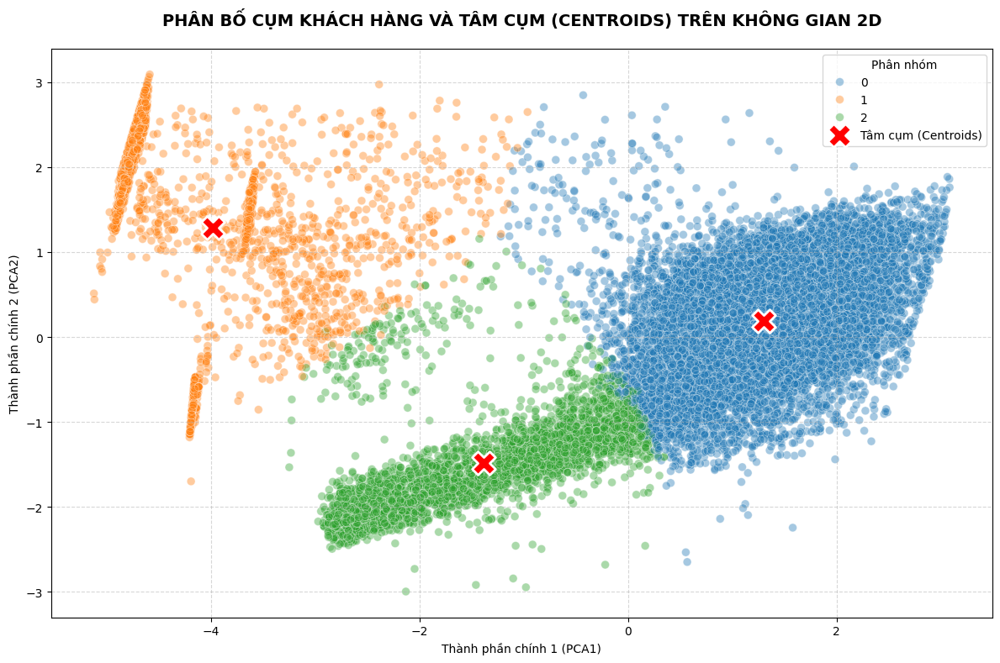 PHÂN BỐ CỤM KHÁCH HÀNG VÀ TÂM CỤM (CENTROIDS) TRÊN KHÔNG GIAN 2D
Phân nhóm
0
1
2
Tâm cụm (Centroids)
Thành phần chính 2 (PCA2)
3
2
1
0
−1
−2
−3
−4
−2
0
2
Thành phần chính 1 (PCA1)